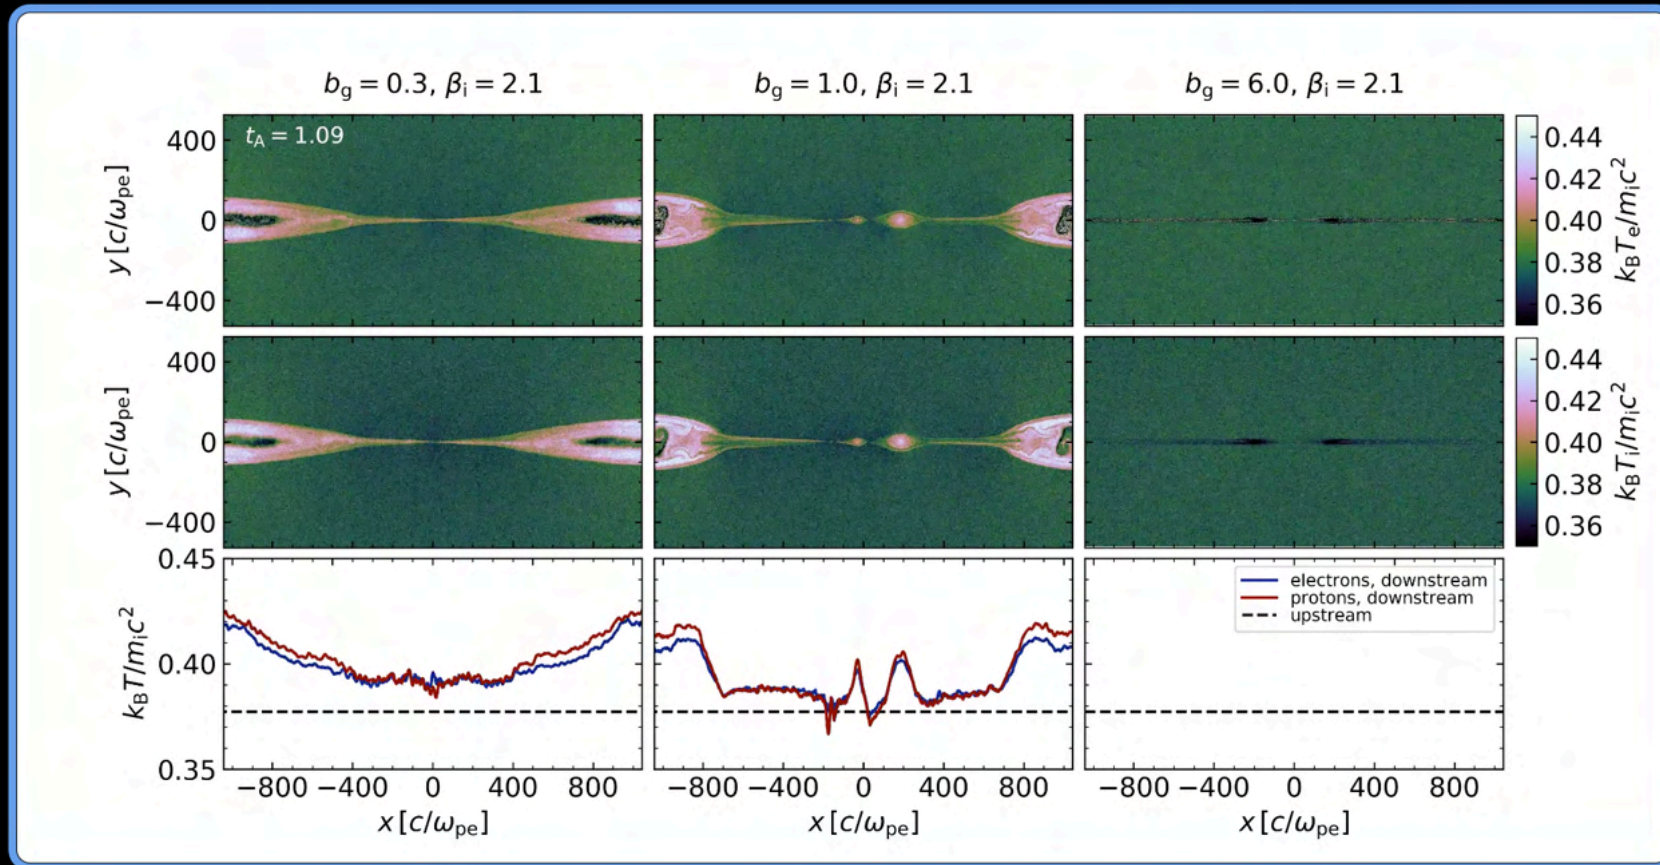 b_g = 0.3, β_i = 2.1
b_g = 1.0, β_i = 2.1
b_g = 6.0, β_i = 2.1
t_A = 1.09
y [c/ω_pe]
400
0
−400
0.44
0.42
0.40
0.38
0.36
k_B T_e/m_i c²
y [c/ω_pe]
400
0
−400
0.44
0.42
0.40
0.38
0.36
k_B T_i/m_i c²
k_B T/m_i c²
0.45
0.40
0.35
electrons, downstream
protons, downstream
upstream
−800 −400 0 400 800
−800 −400 0 400 800
−800 −400 0 400 800
x [c/ω_pe]
x [c/ω_pe]
x [c/ω_pe]